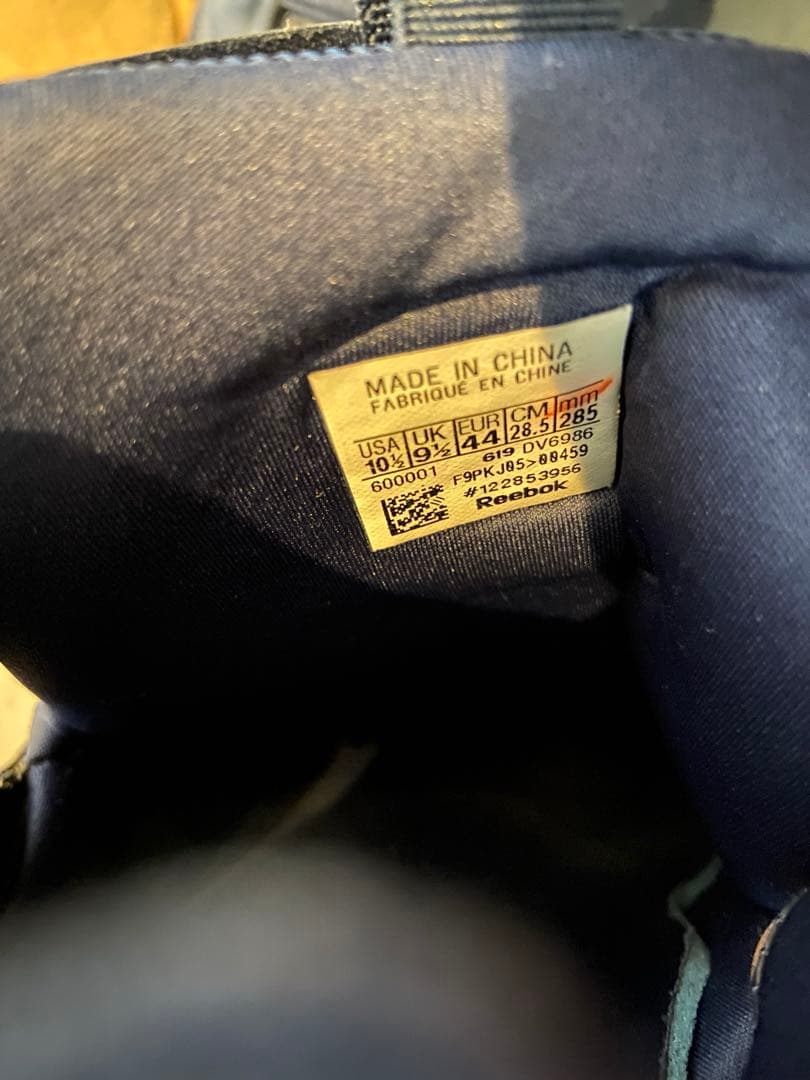 MADE IN CHINA
FABRIQUÉ EN CHINE
USA UK EUR CM mm
10½ 9½ 44 28.5 285
600001 619 DV6986
F9PKJ05>00459
#122853956
Reebok